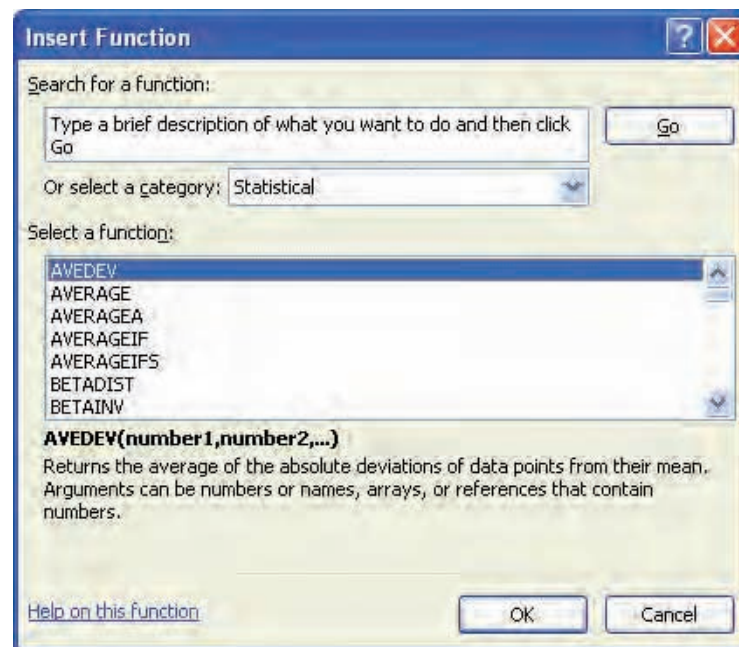 Insert Function
Search for a function:
Type a brief description of what you want to do and then click
Go
Go
Or select a category: Statistical
Select a function:
AVEDEV
AVERAGE
AVERAGEA
AVERAGEIF
AVERAGEIFS
BETADIST
BETAINV
AVEDEV(number1,number2,...)
Returns the average of the absolute deviations of data points from their mean.
Arguments can be numbers or names, arrays, or references that contain
numbers.
Help on this function
OK
Cancel